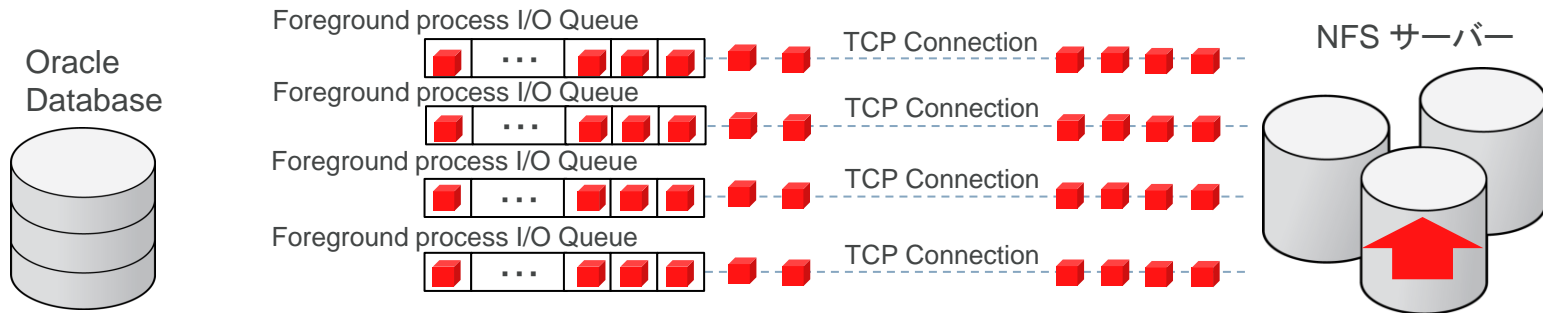 Foreground process I/O Queue
Oracle
Database
...
TCP Connection
NFS サーバー
Foreground process I/O Queue
...
TCP Connection
Foreground process I/O Queue
...
TCP Connection
Foreground process I/O Queue
...
TCP Connection